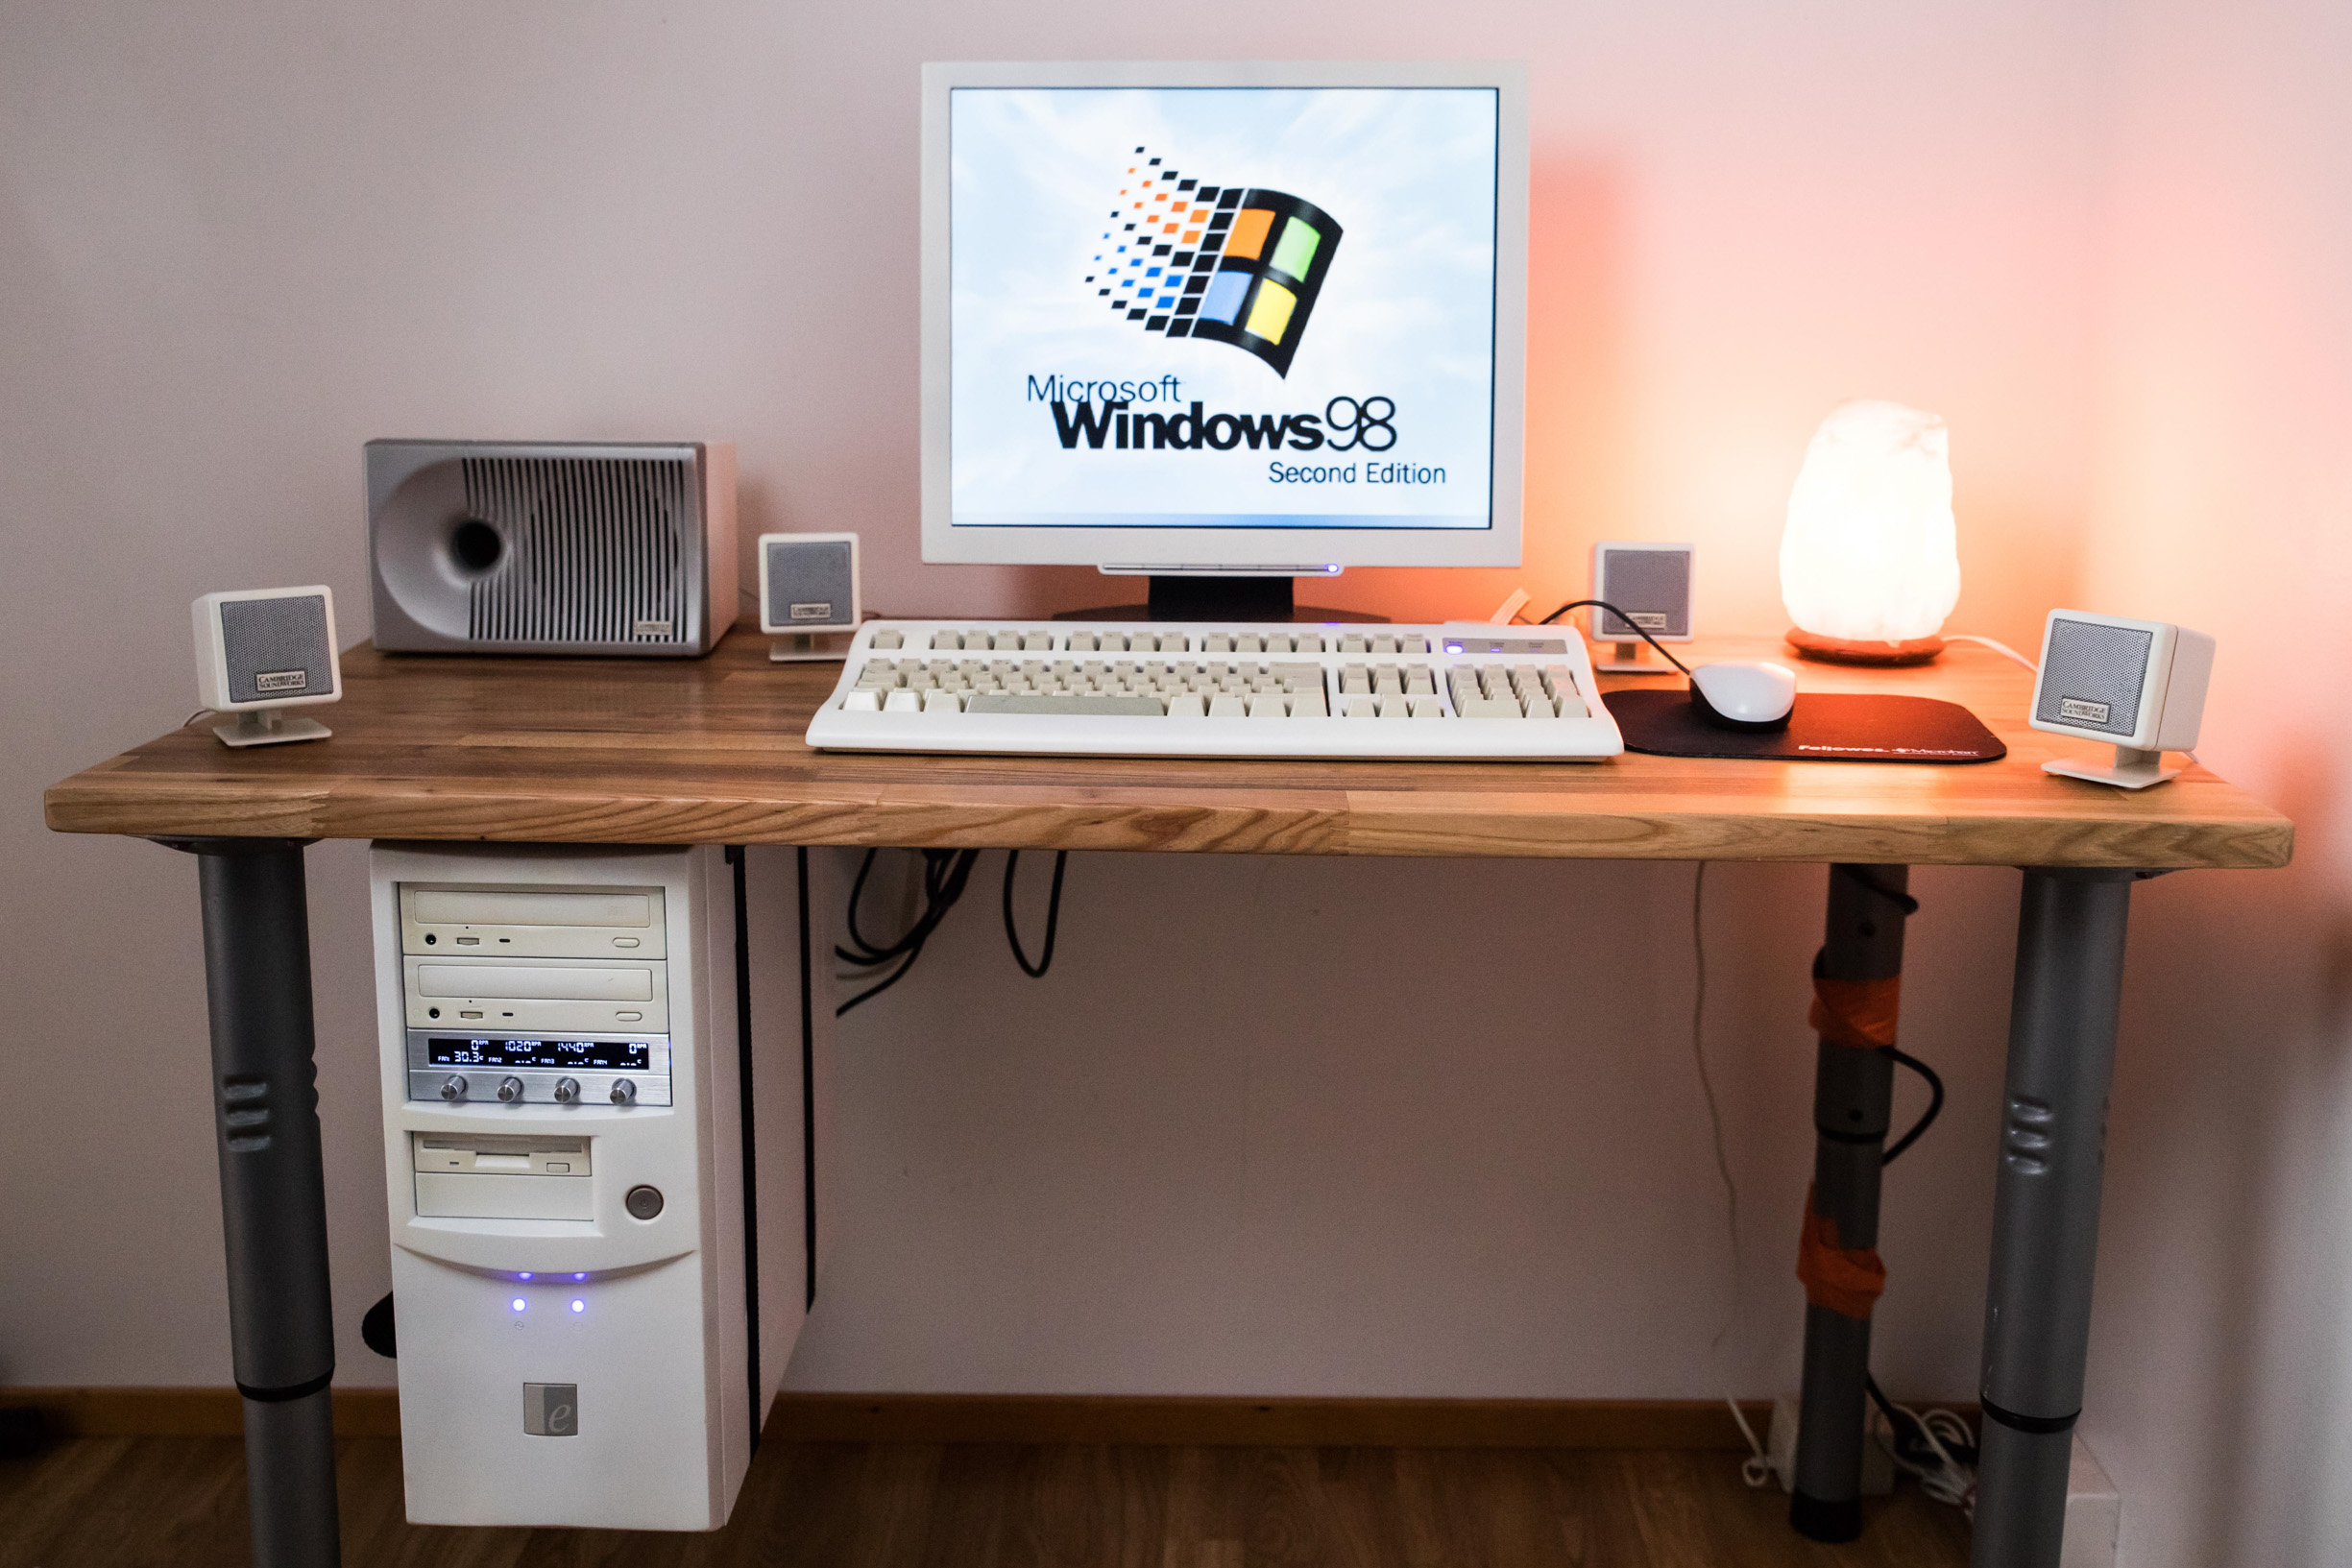 Microsoft
Windows98
Second Edition
CAMBRIDGE
SOUNDWORKS
CAMBRIDGE
SOUNDWORKS
Fellowes. Microban
0RPM 1020RPM 1440RPM 0RPM
FAN1 30.3°C FAN2 --.-°C FAN3 --.-°C FAN4 --.-°C
e